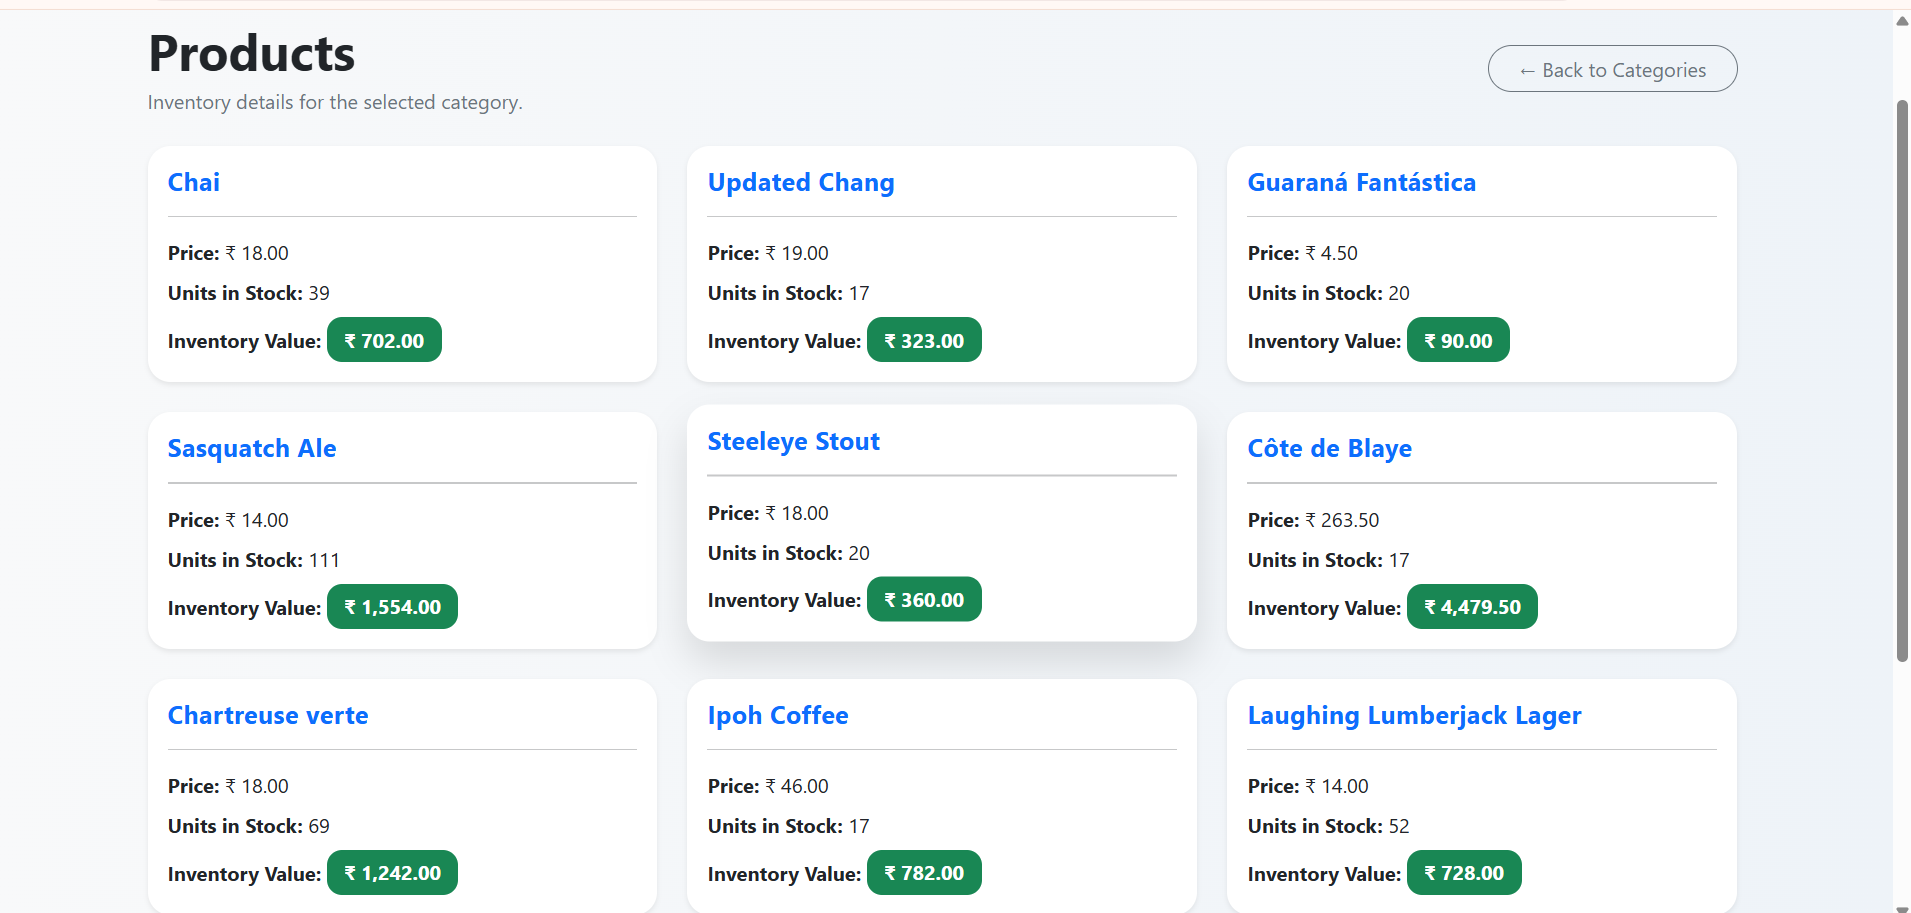 Products
← Back to Categories
Inventory details for the selected category.
Chai
Price: ₹ 18.00
Units in Stock: 39
Inventory Value: ₹ 702.00
Updated Chang
Price: ₹ 19.00
Units in Stock: 17
Inventory Value: ₹ 323.00
Guaraná Fantástica
Price: ₹ 4.50
Units in Stock: 20
Inventory Value: ₹ 90.00
Sasquatch Ale
Price: ₹ 14.00
Units in Stock: 111
Inventory Value: ₹ 1,554.00
Steeleye Stout
Price: ₹ 18.00
Units in Stock: 20
Inventory Value: ₹ 360.00
Côte de Blaye
Price: ₹ 263.50
Units in Stock: 17
Inventory Value: ₹ 4,479.50
Chartreuse verte
Price: ₹ 18.00
Units in Stock: 69
Inventory Value: ₹ 1,242.00
Ipoh Coffee
Price: ₹ 46.00
Units in Stock: 17
Inventory Value: ₹ 782.00
Laughing Lumberjack Lager
Price: ₹ 14.00
Units in Stock: 52
Inventory Value: ₹ 728.00